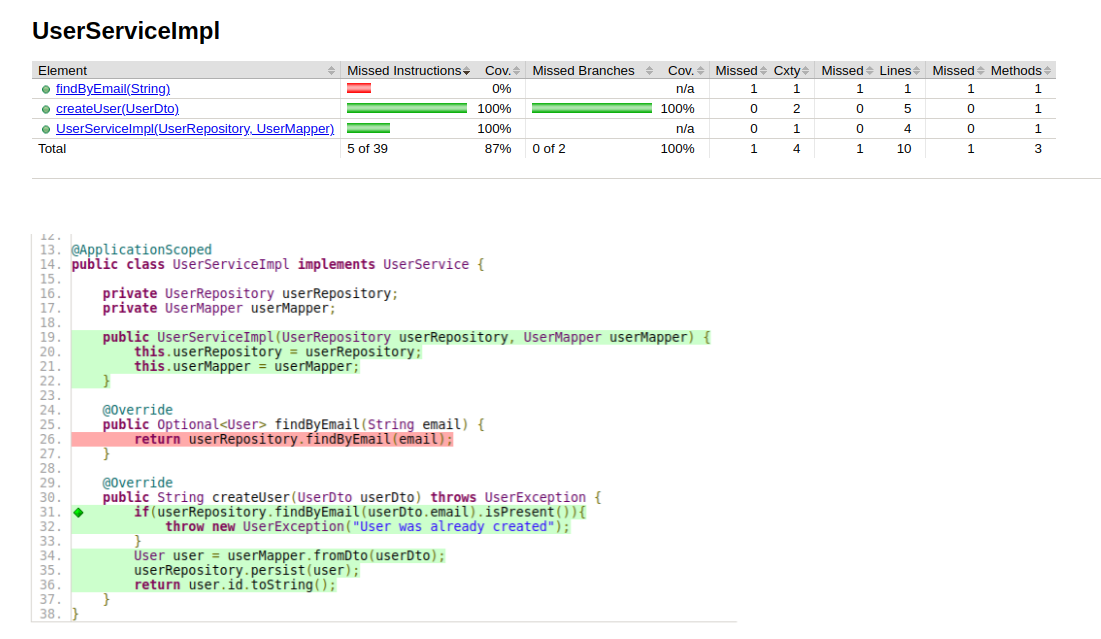 UserServiceImpl
Element Missed Instructions Cov. Missed Branches Cov. Missed Cxty Missed Lines Missed Methods
findByEmail(String) 0% n/a 1 1 1 1 1 1
createUser(UserDto) 100% 100% 0 2 0 5 0 1
UserServiceImpl(UserRepository, UserMapper) 100% n/a 0 1 0 4 0 1
Total 5 of 39 87% 0 of 2 100% 1 4 1 10 1 3
12.
13. @ApplicationScoped
14. public class UserServiceImpl implements UserService {
15.
16. private UserRepository userRepository;
17. private UserMapper userMapper;
18.
19. public UserServiceImpl(UserRepository userRepository, UserMapper userMapper) {
20. this.userRepository = userRepository;
21. this.userMapper = userMapper;
22. }
23.
24. @Override
25. public Optional<User> findByEmail(String email) {
26. return userRepository.findByEmail(email);
27. }
28.
29. @Override
30. public String createUser(UserDto userDto) throws UserException {
31. if(userRepository.findByEmail(userDto.email).isPresent()){
32. throw new UserException("User was already created");
33. }
34. User user = userMapper.fromDto(userDto);
35. userRepository.persist(user);
36. return user.id.toString();
37. }
38. }